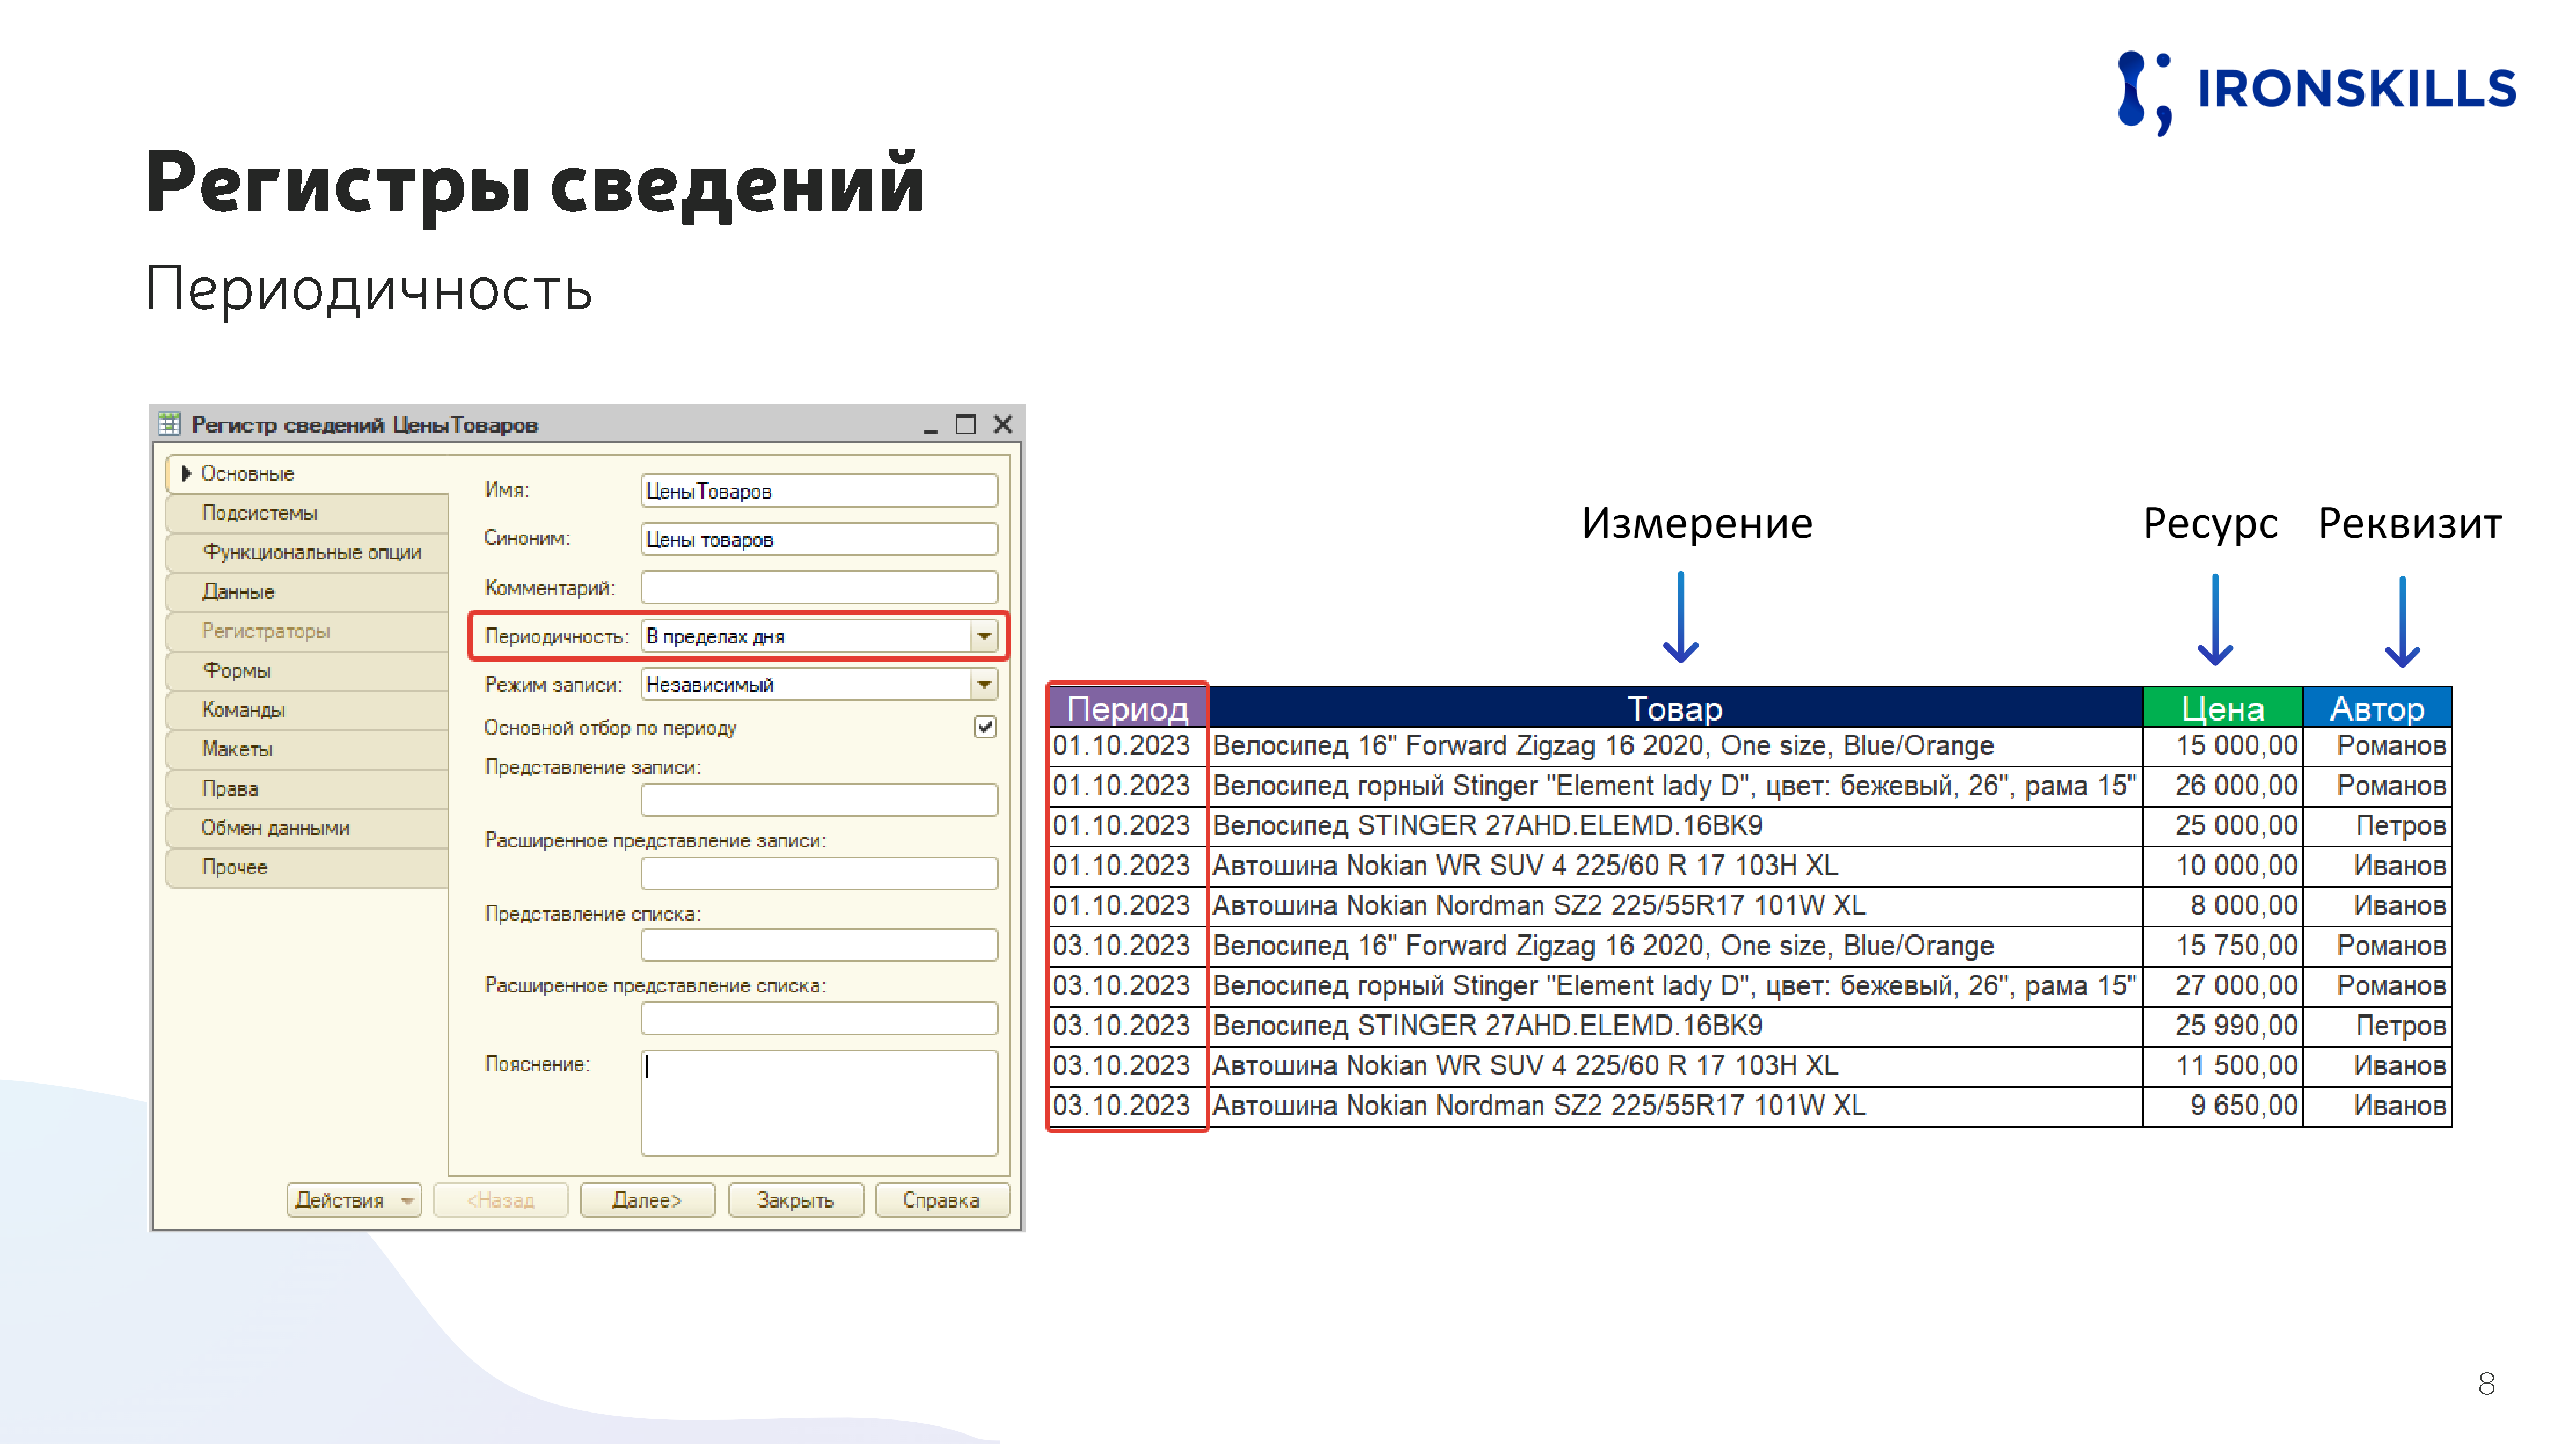 IRONSKILLS
Регистры сведений
Периодичность
Регистр сведений ЦеныТоваров
Основные
Подсистемы
Функциональные опции
Данные
Регистраторы
Формы
Команды
Макеты
Права
Обмен данными
Прочее
Имя: ЦеныТоваров
Синоним: Цены товаров
Комментарий:
Периодичность: В пределах дня
Режим записи: Независимый
Основной отбор по периоду
Представление записи:
Расширенное представление записи:
Представление списка:
Расширенное представление списка:
Пояснение:
Действия <Назад Далее> Закрыть Справка
Измерение Ресурс Реквизит
Период Товар Цена Автор
01.10.2023 Велосипед 16" Forward Zigzag 16 2020, One size, Blue/Orange 15 000,00 Романов
01.10.2023 Велосипед горный Stinger "Element lady D", цвет: бежевый, 26", рама 15" 26 000,00 Романов
01.10.2023 Велосипед STINGER 27AHD.ELEMD.16BK9 25 000,00 Петров
01.10.2023 Автошина Nokian WR SUV 4 225/60 R 17 103H XL 10 000,00 Иванов
01.10.2023 Автошина Nokian Nordman SZ2 225/55R17 101W XL 8 000,00 Иванов
03.10.2023 Велосипед 16" Forward Zigzag 16 2020, One size, Blue/Orange 15 750,00 Романов
03.10.2023 Велосипед горный Stinger "Element lady D", цвет: бежевый, 26", рама 15" 27 000,00 Романов
03.10.2023 Велосипед STINGER 27AHD.ELEMD.16BK9 25 990,00 Петров
03.10.2023 Автошина Nokian WR SUV 4 225/60 R 17 103H XL 11 500,00 Иванов
03.10.2023 Автошина Nokian Nordman SZ2 225/55R17 101W XL 9 650,00 Иванов
8